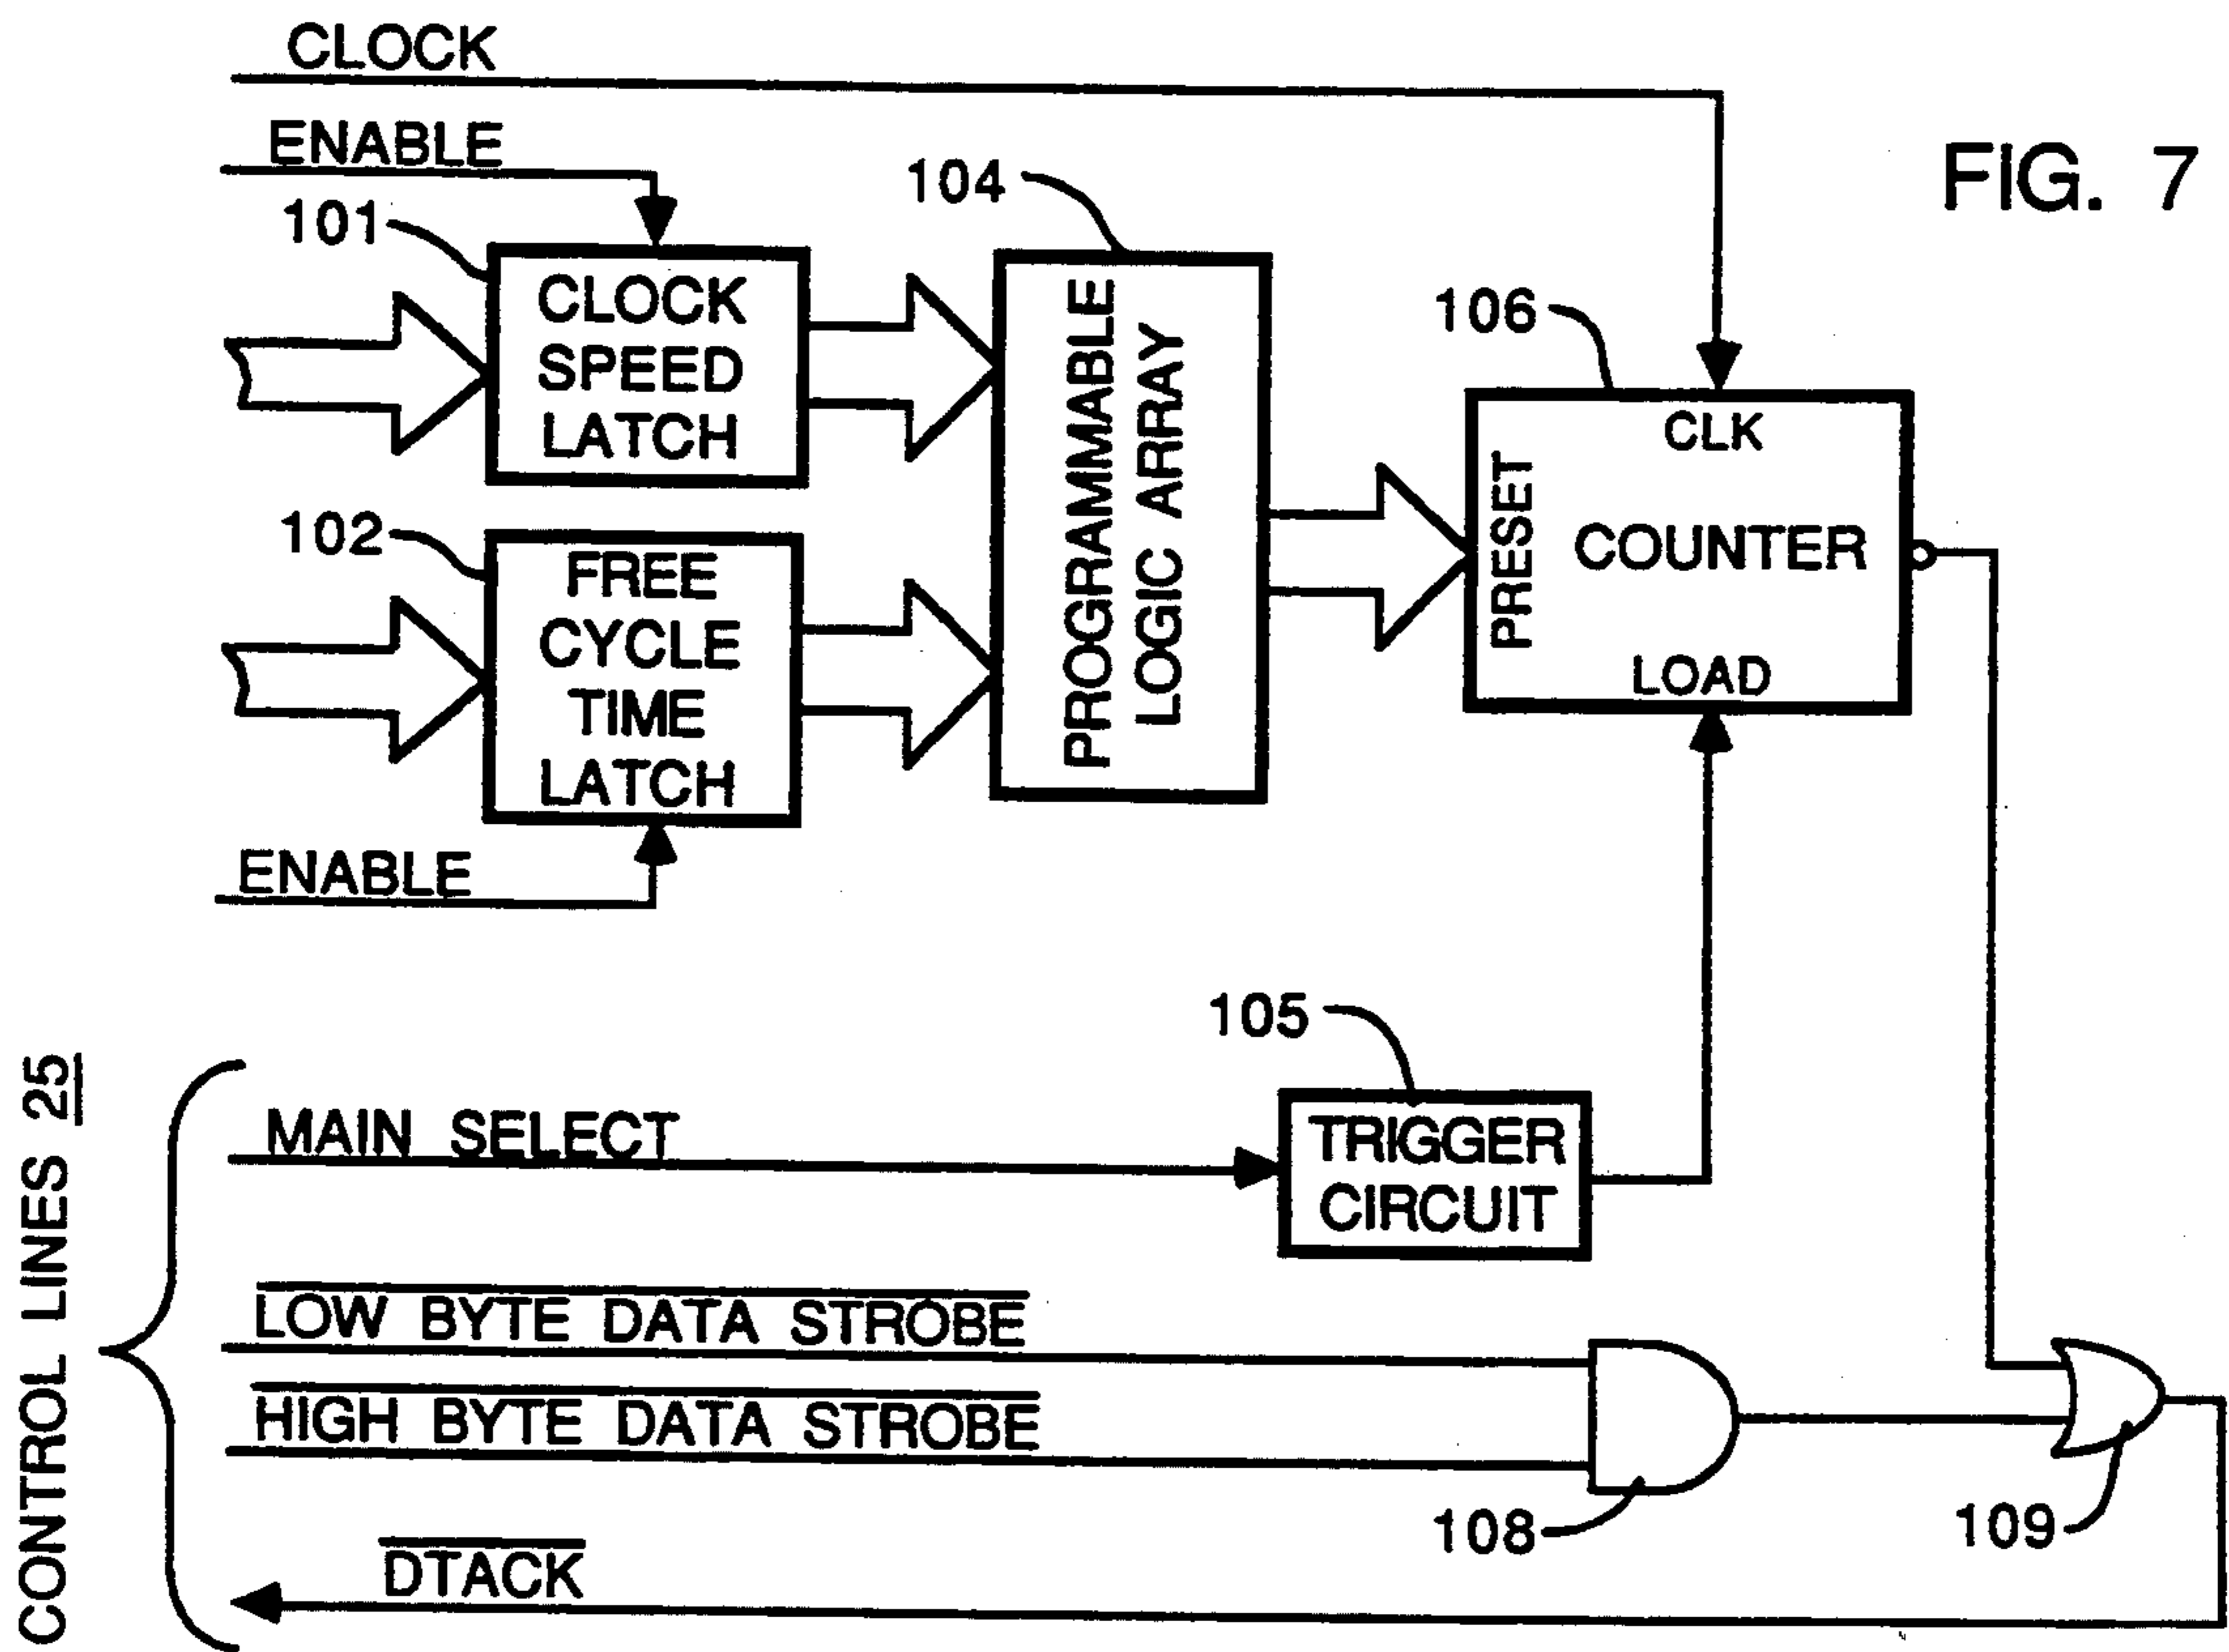 CLOCK
ENABLE
FIG. 7
101
104
CLOCK
SPEED
LATCH
PROGRAMMABLE
LOGIC ARRAY
106
CLK
PRESET
COUNTER
LOAD
102
FREE
CYCLE
TIME
LATCH
ENABLE
CONTROL LINES 25
105
MAIN SELECT
TRIGGER
CIRCUIT
LOW BYTE DATA STROBE
HIGH BYTE DATA STROBE
108
109
DTACK